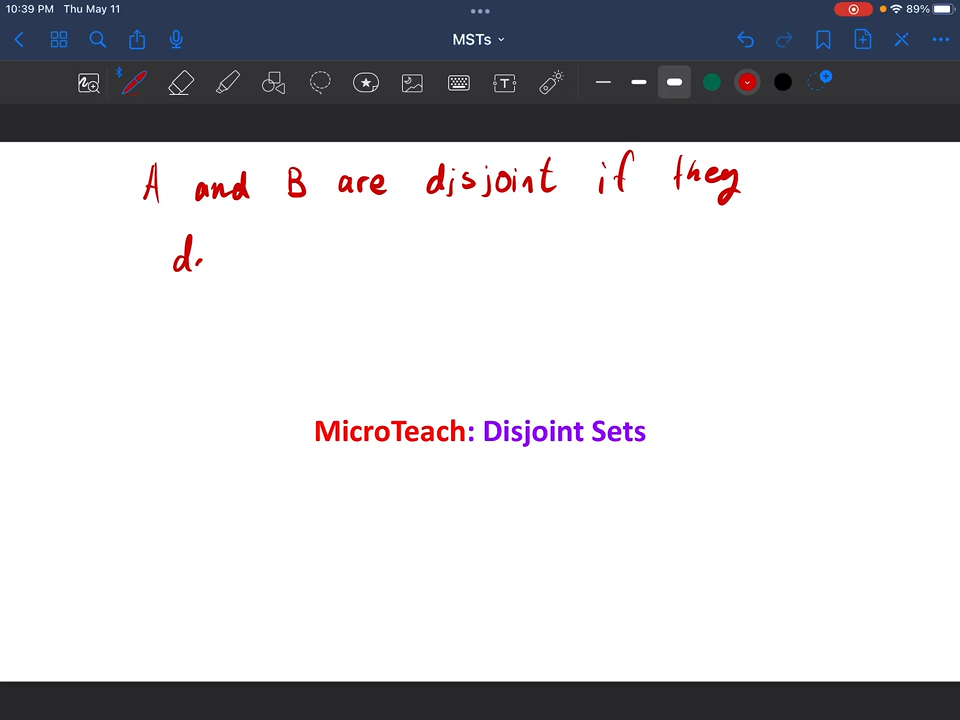 10:39 PM Thu May 11
89%
MSTs
A and B are disjoint if they
MicroTeach: Disjoint Sets